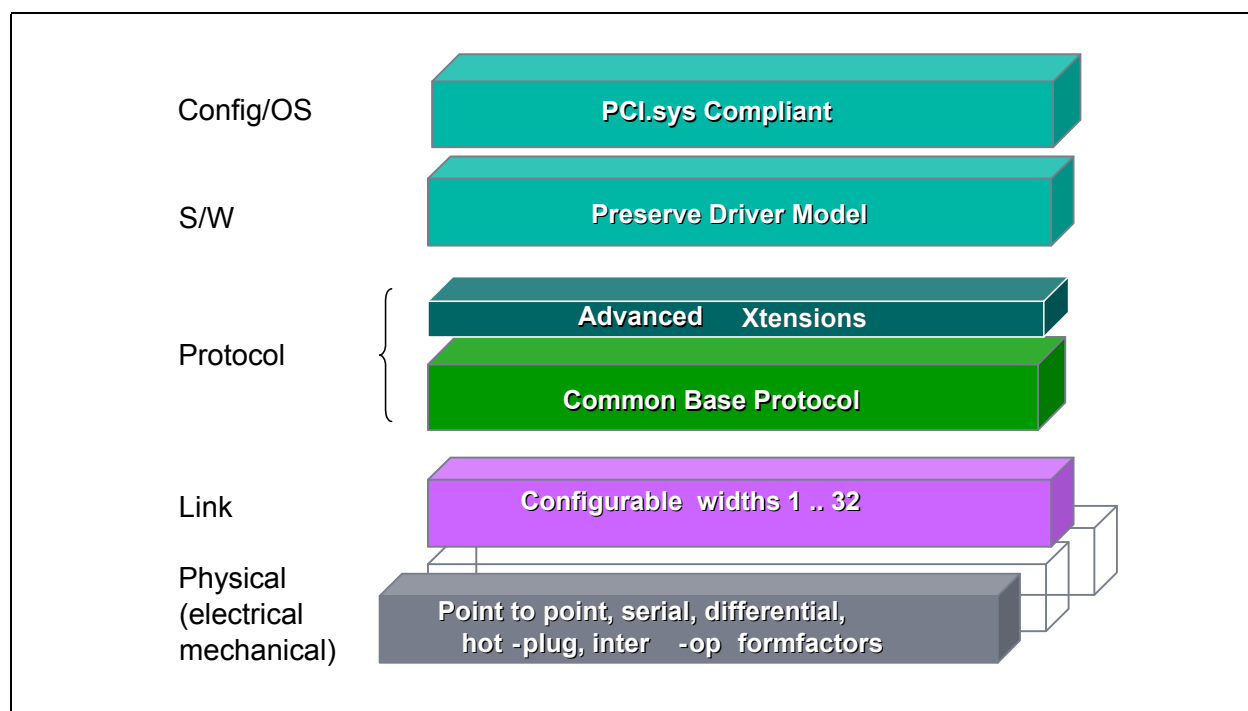 Config/OS
PCI.sys Compliant
S/W
Preserve Driver Model
Protocol
Advanced Xtensions
Common Base Protocol
Link
Configurable widths 1 .. 32
Physical
(electrical
mechanical)
Point to point, serial, differential,
hot -plug, inter -op formfactors